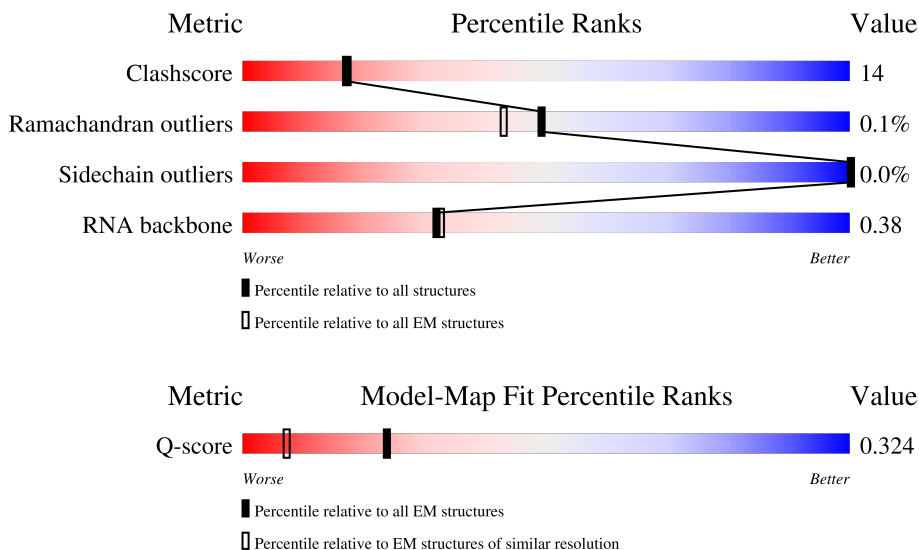 Metric Percentile Ranks Value
Clashscore 14
Ramachandran outliers 0.1%
Sidechain outliers 0.0%
RNA backbone 0.38
Worse Better
Percentile relative to all structures
Percentile relative to all EM structures
Metric Model-Map Fit Percentile Ranks Value
Q-score 0.324
Worse Better
Percentile relative to all EM structures
Percentile relative to EM structures of similar resolution